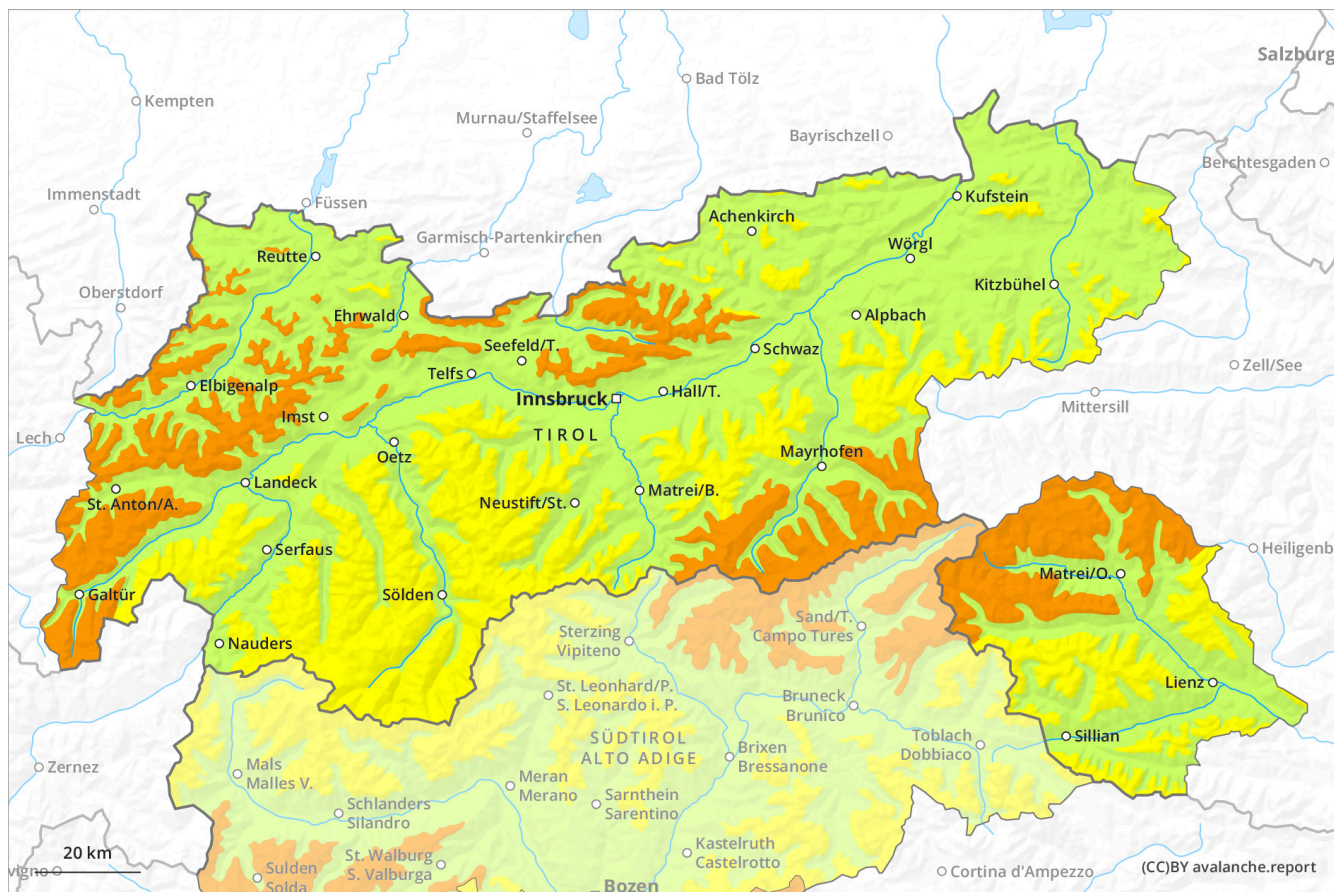 Salzburg
Kempten
Bad Tölz
Murnau/Staffelsee
Bayrischzell
Berchtesgaden
Immenstadt
Füssen
Kufstein
Achenkirch
Garmisch-Partenkirchen
Wörgl
Reutte
Oberstdorf
Kitzbühel
Ehrwald
Alpbach
Seefeld/T.
Schwaz
Zell/See
Telfs
Elbigenalp
Innsbruck
Hall/T.
Mittersill
Imst
Lech
TIROL
Oetz
Mayrhofen
Landeck
St. Anton/A.
Neustift/St.
Matrei/B.
Serfaus
Heiligenb
Matrei/O.
Galtür
Sölden
Sand/T.
Campo Tures
Sterzing
Vipiteno
Nauders
St. Leonhard/P.
S. Leonardo i. P.
Bruneck
Brunico
Lienz
SÜDTIROL
ALTO ADIGE
Toblach
Dobbiaco
Sillian
Brixen
Bressanone
Zernez
Mals
Malles V.
Meran
Merano
Schlanders
Silandro
Sarnthein
Sarentino
Kastelruth
Castelrotto
20 km
St. Walburg
S. Valburga
vigno
Sulden
Solda
Cortina d'Ampezzo
(CC)BY avalanche.report
Bozen